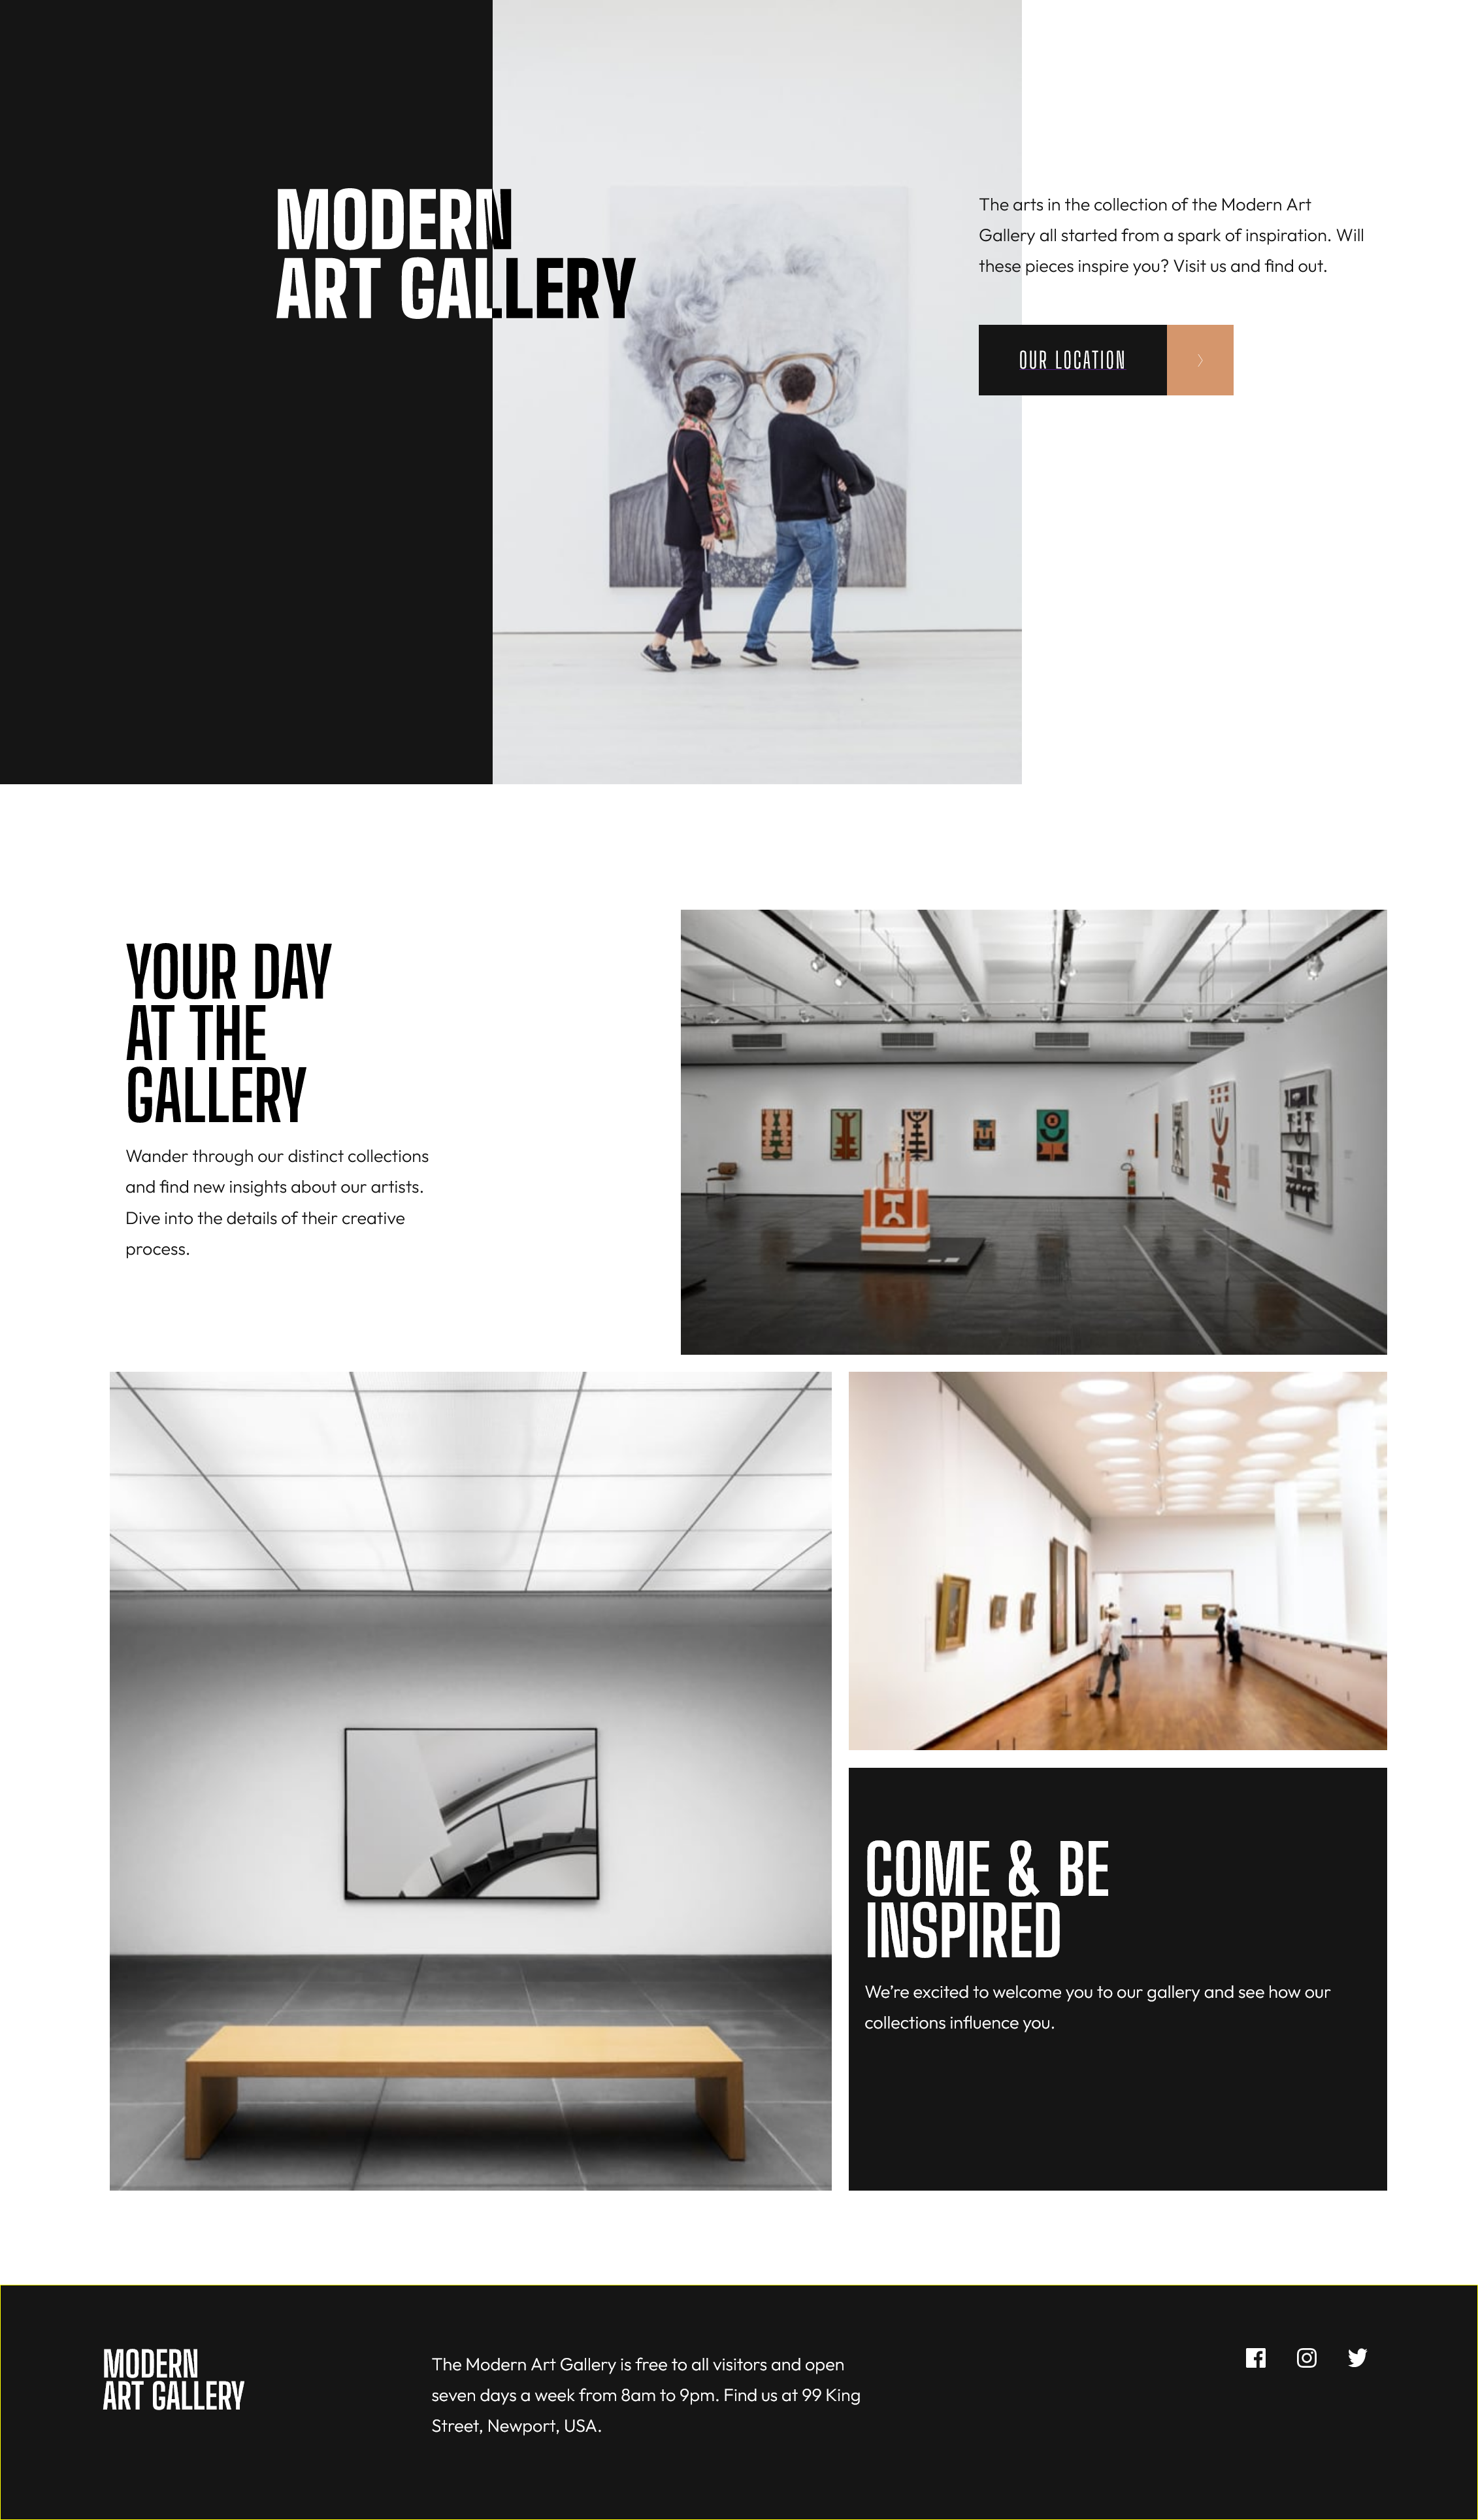 MODERN
ART GALLERY
The arts in the collection of the Modern Art
Gallery all started from a spark of inspiration. Will
these pieces inspire you? Visit us and find out.
OUR LOCATION
YOUR DAY
AT THE
GALLERY
Wander through our distinct collections
and find new insights about our artists.
Dive into the details of their creative
process.
COME & BE
INSPIRED
We’re excited to welcome you to our gallery and see how our
collections influence you.
MODERN
ART GALLERY
The Modern Art Gallery is free to all visitors and open
seven days a week from 8am to 9pm. Find us at 99 King
Street, Newport, USA.